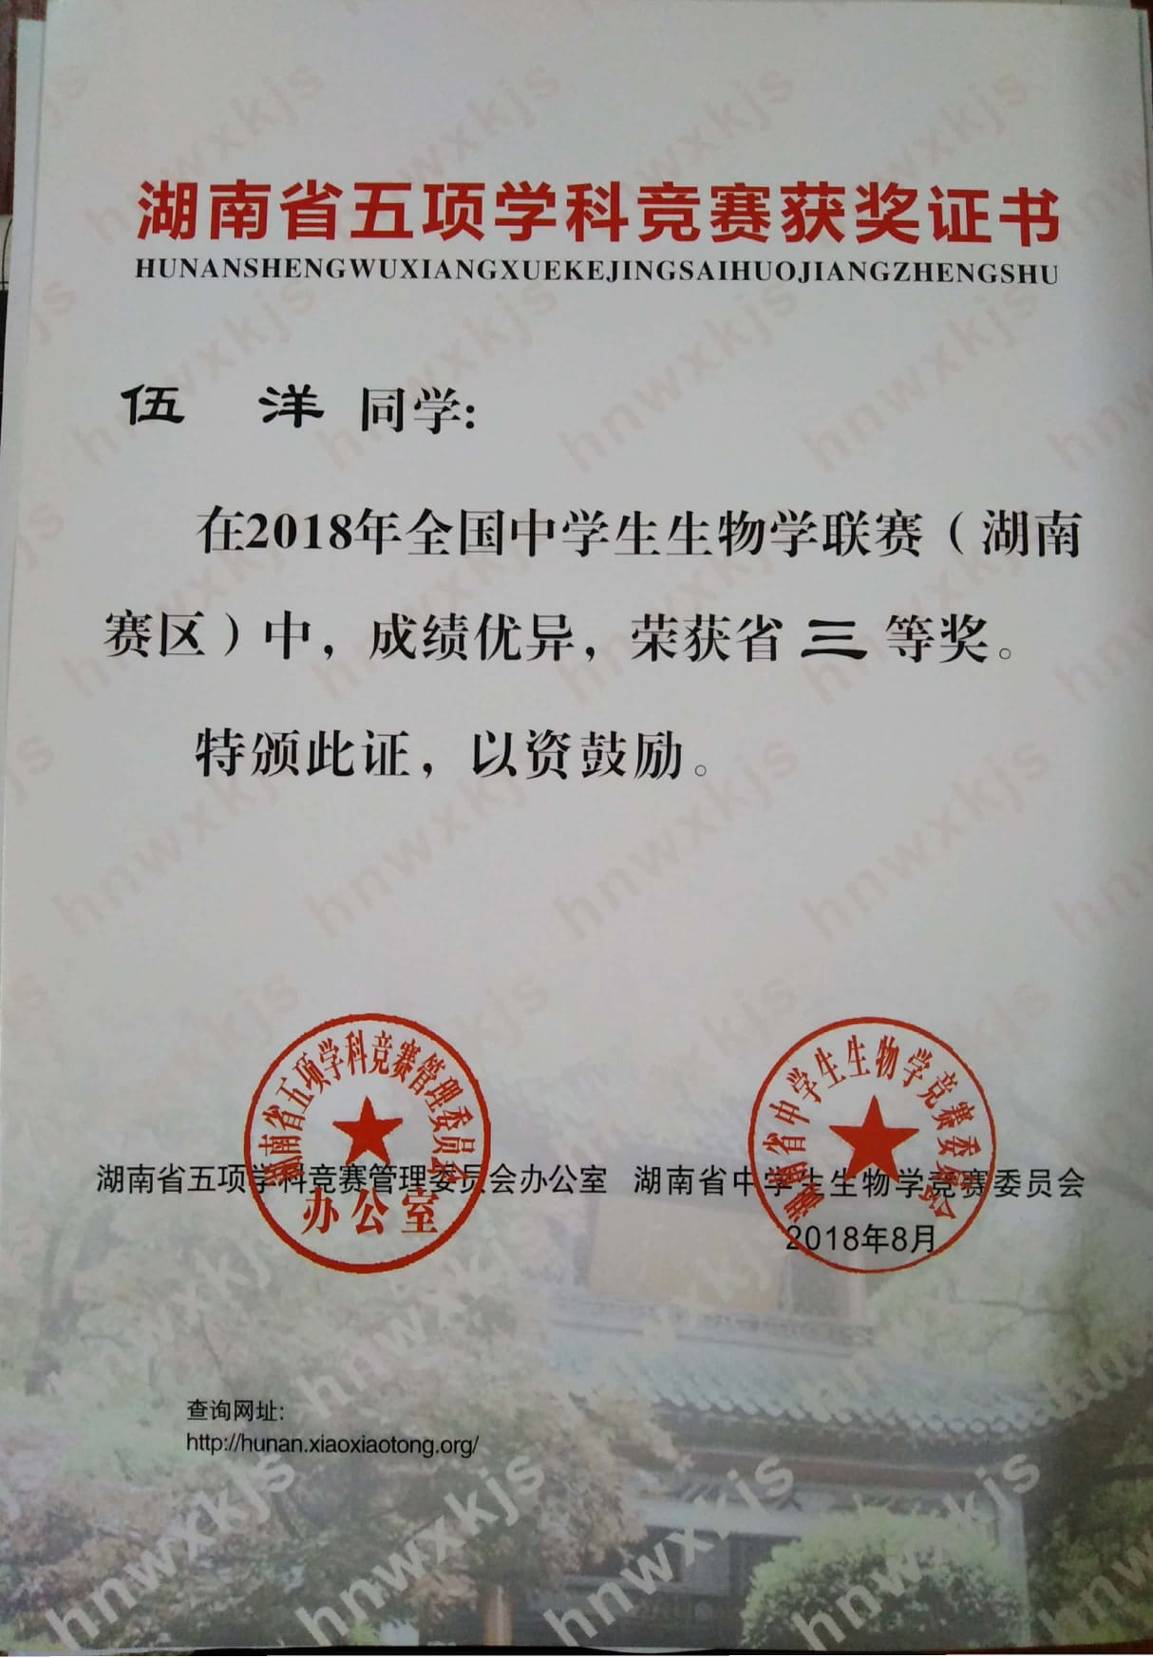 湖南省五项学科竞赛获奖证书
HUNANSHENGWUXIANGXUEKEJINGSAIHUOJIANGZHENGSHU
伍 洋 同学:
在2018年全国中学生生物学联赛(湖南
赛区)中,成绩优异,荣获省 三 等奖。
特颁此证,以资鼓励。
湖南省五项学科竞赛管理委员会
办公室
湖南省中学生生物学竞赛委员会
湖南省五项学科竞赛管理委员会办公室 湖南省中学生生物学竞赛委员会
2018年8月
查询网址:
http://hunan.xiaoxiaotong.org/
hnwxkjs